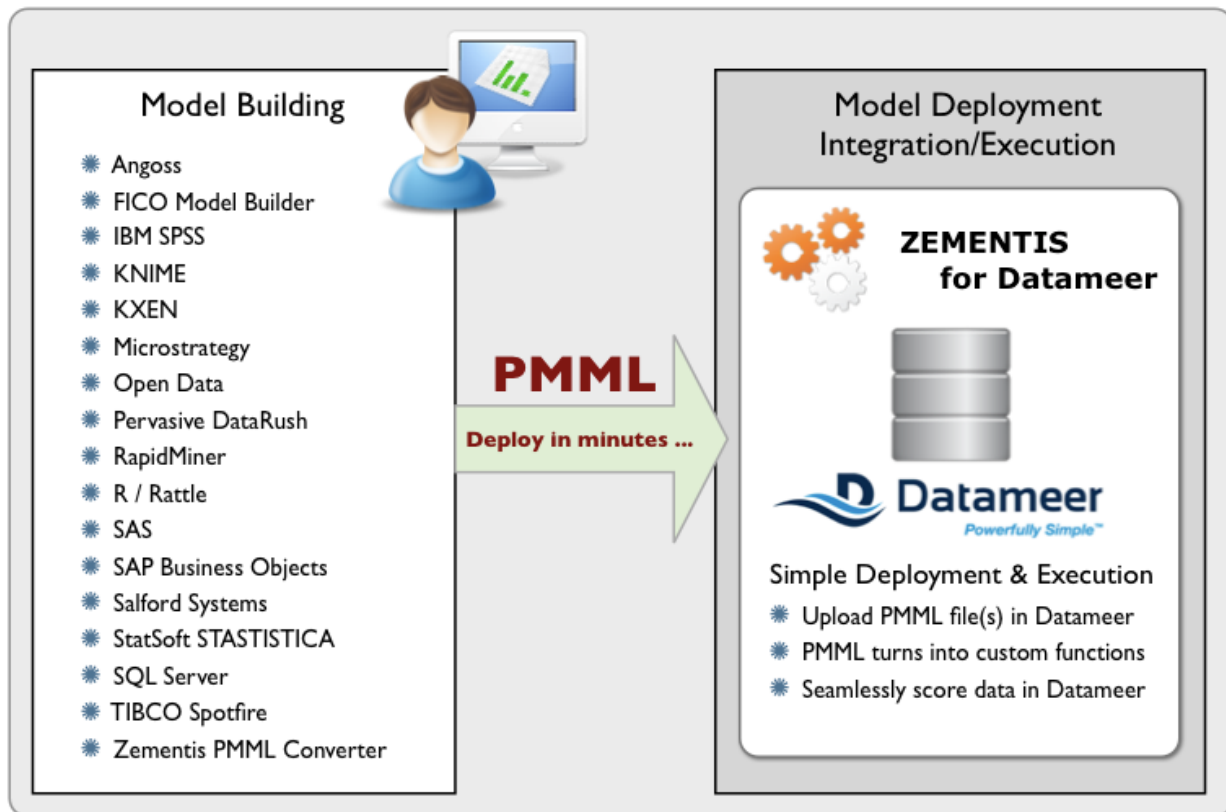 Model Building
Angoss
FICO Model Builder
IBM SPSS
KNIME
KXEN
Microstrategy
Open Data
Pervasive DataRush
RapidMiner
R / Rattle
SAS
SAP Business Objects
Salford Systems
StatSoft STASTISTICA
SQL Server
TIBCO Spotfire
Zementis PMML Converter
PMML
Deploy in minutes ...
Model Deployment
Integration/Execution
ZEMENTIS
for Datameer
Datameer
Powerfully Simple™
Simple Deployment & Execution
Upload PMML file(s) in Datameer
PMML turns into custom functions
Seamlessly score data in Datameer